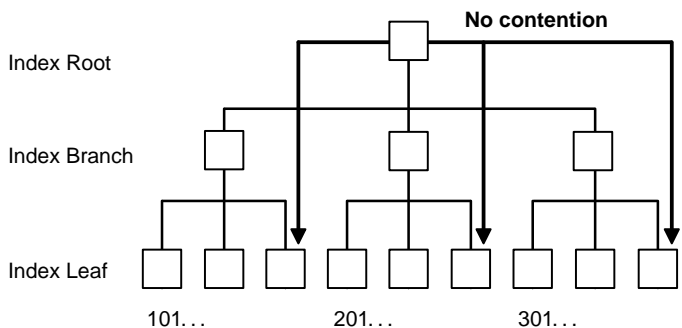 No contention
Index Root
Index Branch
Index Leaf
101... 201... 301...